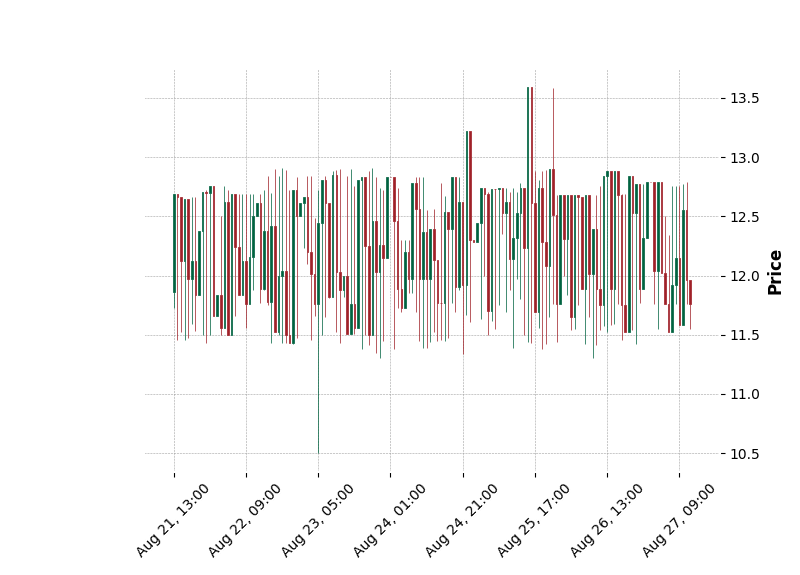 13.5
13.0
12.5
12.0
11.5
11.0
10.5
Price
Aug 21, 13:00
Aug 22, 09:00
Aug 23, 05:00
Aug 24, 01:00
Aug 24, 21:00
Aug 25, 17:00
Aug 26, 13:00
Aug 27, 09:00